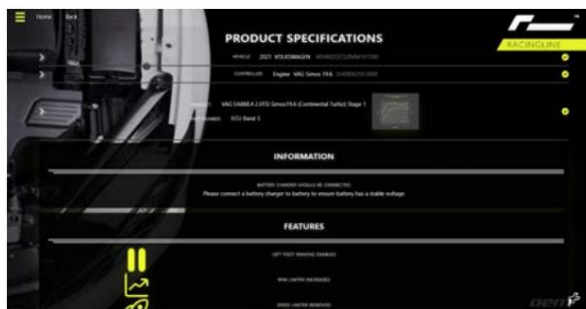 Home Back
PRODUCT SPECIFICATIONS
RACINGLINE
VEHICLE: 2021 VOLKSWAGEN
CONTROLLER: Engine VAG Simos 19.6
VAG EA888.4 2.0TSI Simos19.6 (Continental Turbo) Stage 1
ECU Band 5
INFORMATION
BATTERY CHARGER SHOULD BE CONNECTED
Please connect a battery charger to battery to ensure battery has a stable voltage
FEATURES
LEFT FOOT BRAKING ENABLED
RPM LIMITER INCREASED
SPEED LIMITER REMOVED
oem+